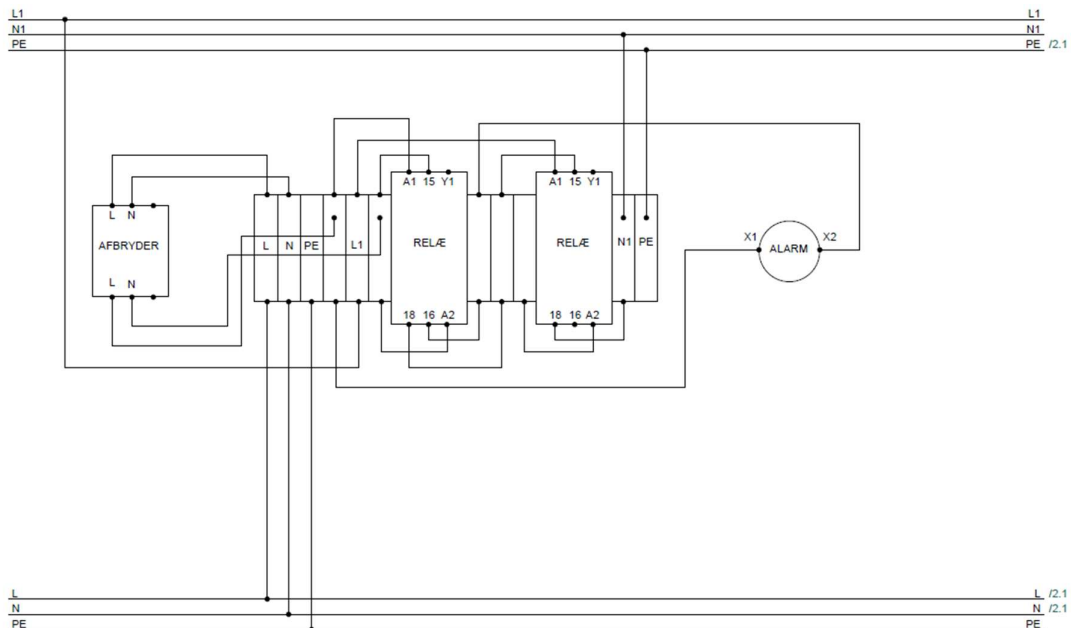 L1 L1
N1 N1
PE PE /2.1
A1 15 Y1 A1 15 Y1
L N
AFBRYDER L N PE L1 RELÆ RELÆ N1 PE X1 ALARM X2
L N
18 16 A2 18 16 A2
L L /2.1
N N /2.1
PE PE